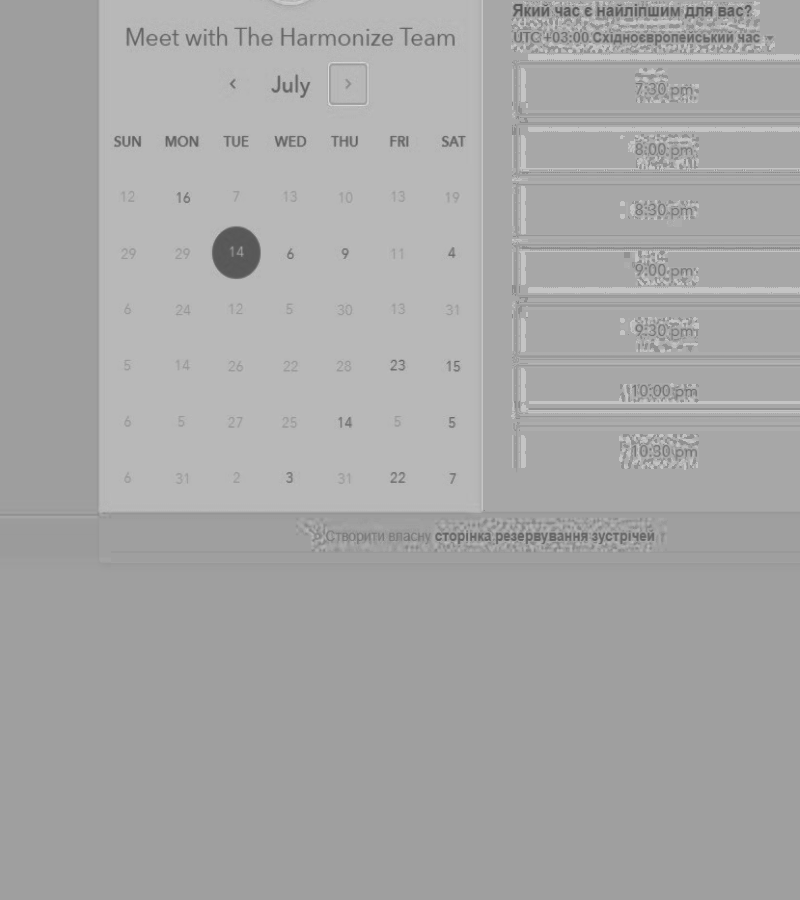 Meet with The Harmonize Team
July
SUN MON TUE WED THU FRI SAT
12 16 7 13 10 13 19
29 29 14 6 9 11 4
6 24 12 5 30 13 31
5 14 26 22 28 23 15
6 5 27 25 14 5 5
6 31 2 3 31 22 7
Який час є найліпшим для вас?
UTC +03:00 Східноєвропейський час
7:30 pm
8:00 pm
8:30 pm
9:00 pm
9:30 pm
10:00 pm
10:30 pm
Створити власну сторінка резервування зустрічей